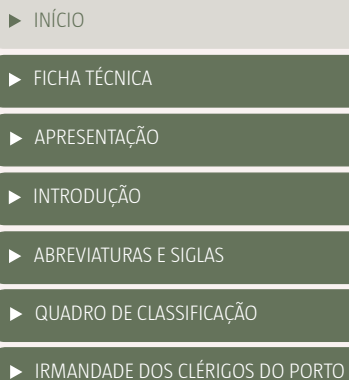 INÍCIO
FICHA TÉCNICA
APRESENTAÇÃO
INTRODUÇÃO
ABREVIATURAS E SIGLAS
QUADRO DE CLASSIFICAÇÃO
IRMANDADE DOS CLÉRIGOS DO PORTO